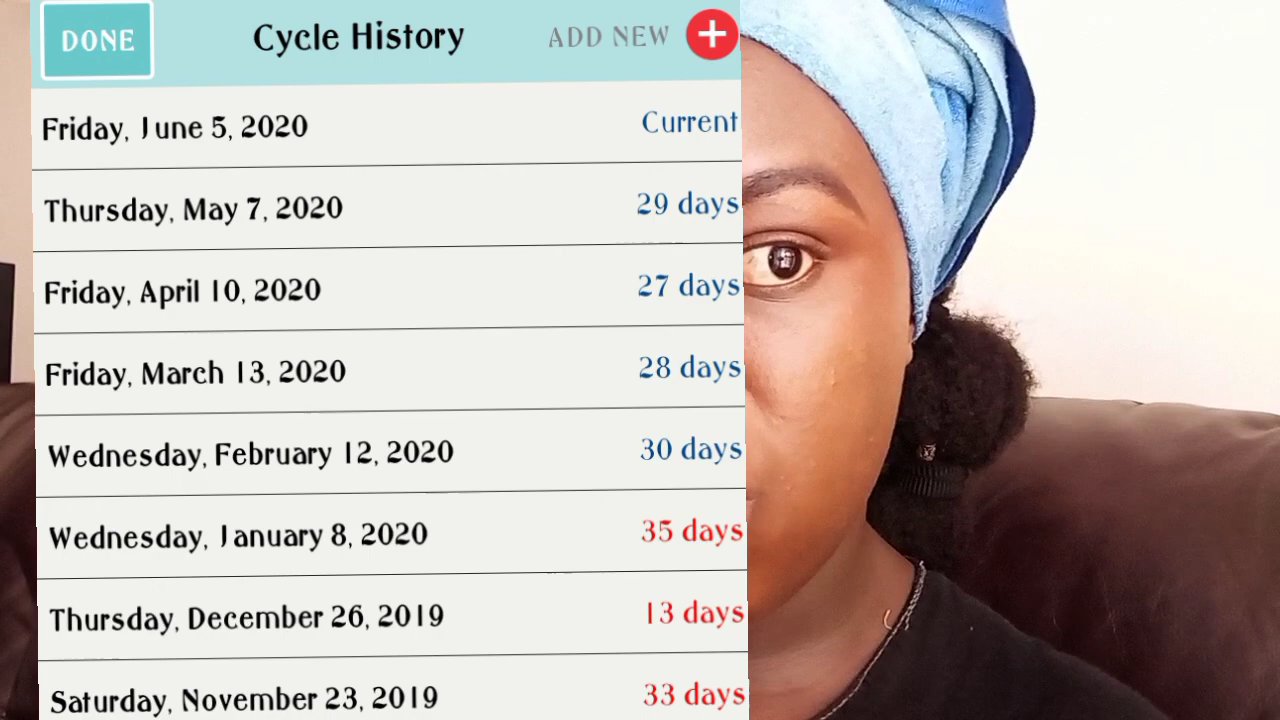 DONE Cycle History ADD NEW +
Friday, June 5, 2020 Current
Thursday, May 7, 2020 29 days
Friday, April 10, 2020 27 days
Friday, March 13, 2020 28 days
Wednesday, February 12, 2020 30 days
Wednesday, January 8, 2020 35 days
Thursday, December 26, 2019 13 days
Saturday, November 23, 2019 33 days